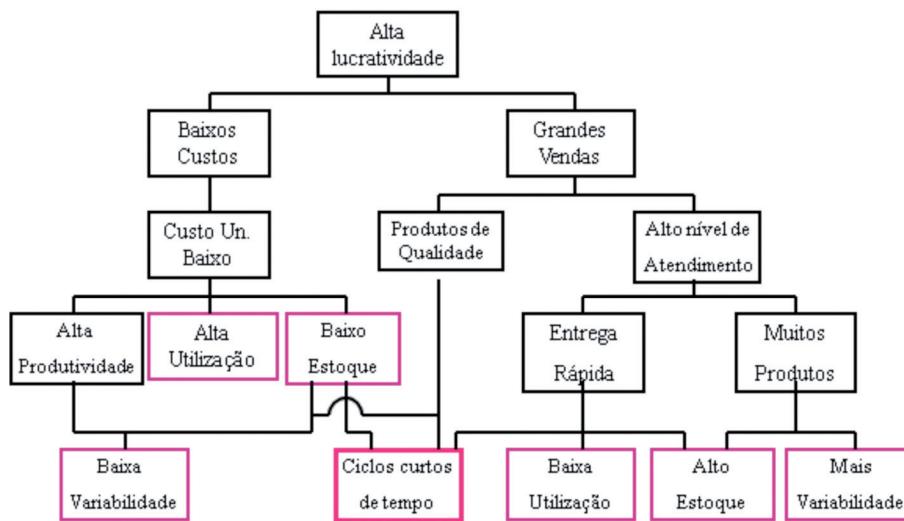 Alta
lucratividade
Baixos
Custos
Grandes
Vendas
Custo Un.
Baixo
Produtos de
Qualidade
Alto nível de
Atendimento
Alta
Produtividade
Alta
Utilização
Baixo
Estoque
Entrega
Rápida
Muitos
Produtos
Baixa
Variabilidade
Ciclos curtos
de tempo
Baixa
Utilização
Alto
Estoque
Mais
Variabilidade